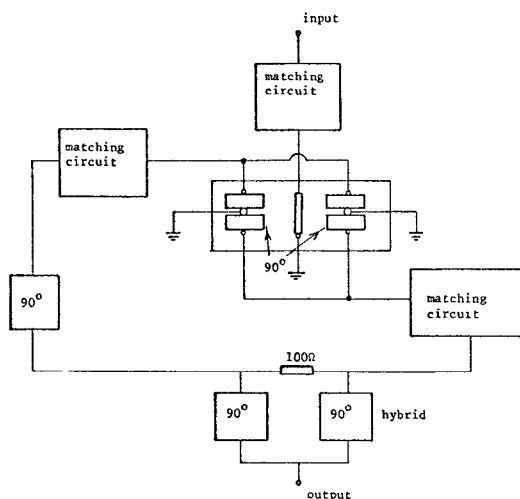 input
matching
circuit
matching
circuit
90°
90°
matching
circuit
100Ω
90°
90°
hybrid
output